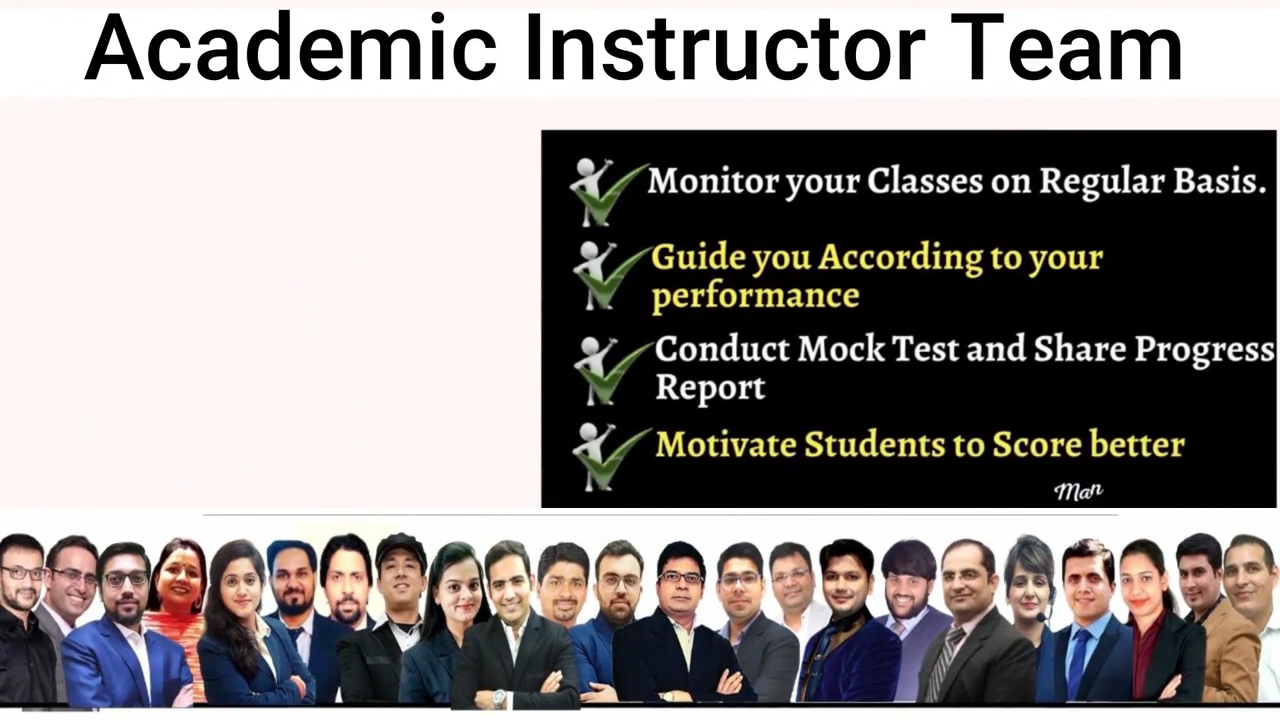 Academic Instructor Team
Monitor your Classes on Regular Basis.
Guide you According to your
performance
Conduct Mock Test and Share Progress
Report
Motivate Students to Score better
Man